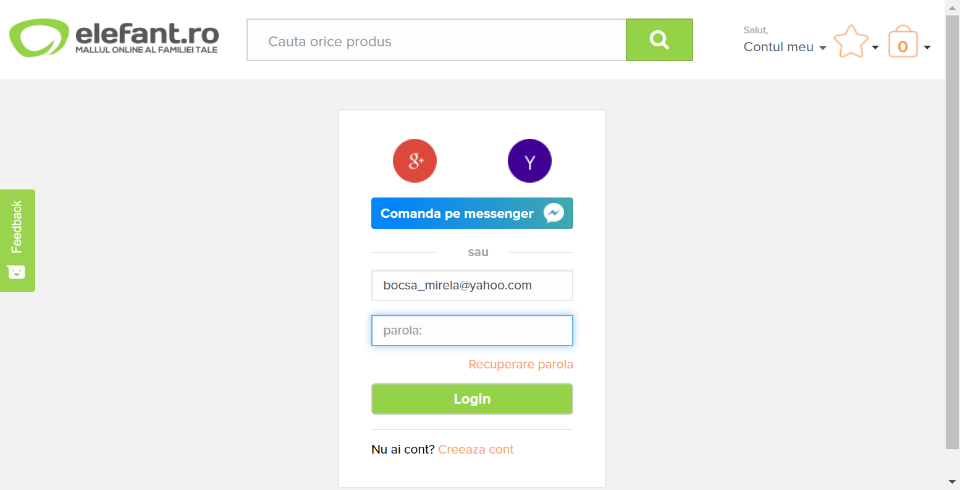 elefant.ro
MALLUL ONLINE AL FAMILIEI TALE
Cauta orice produs
Salut,
Contul meu
0
g+
Y
Feedback
Comanda pe messenger
sau
bocsa_mirela@yahoo.com
parola:
Recuperare parola
Login
Nu ai cont? Creeaza cont